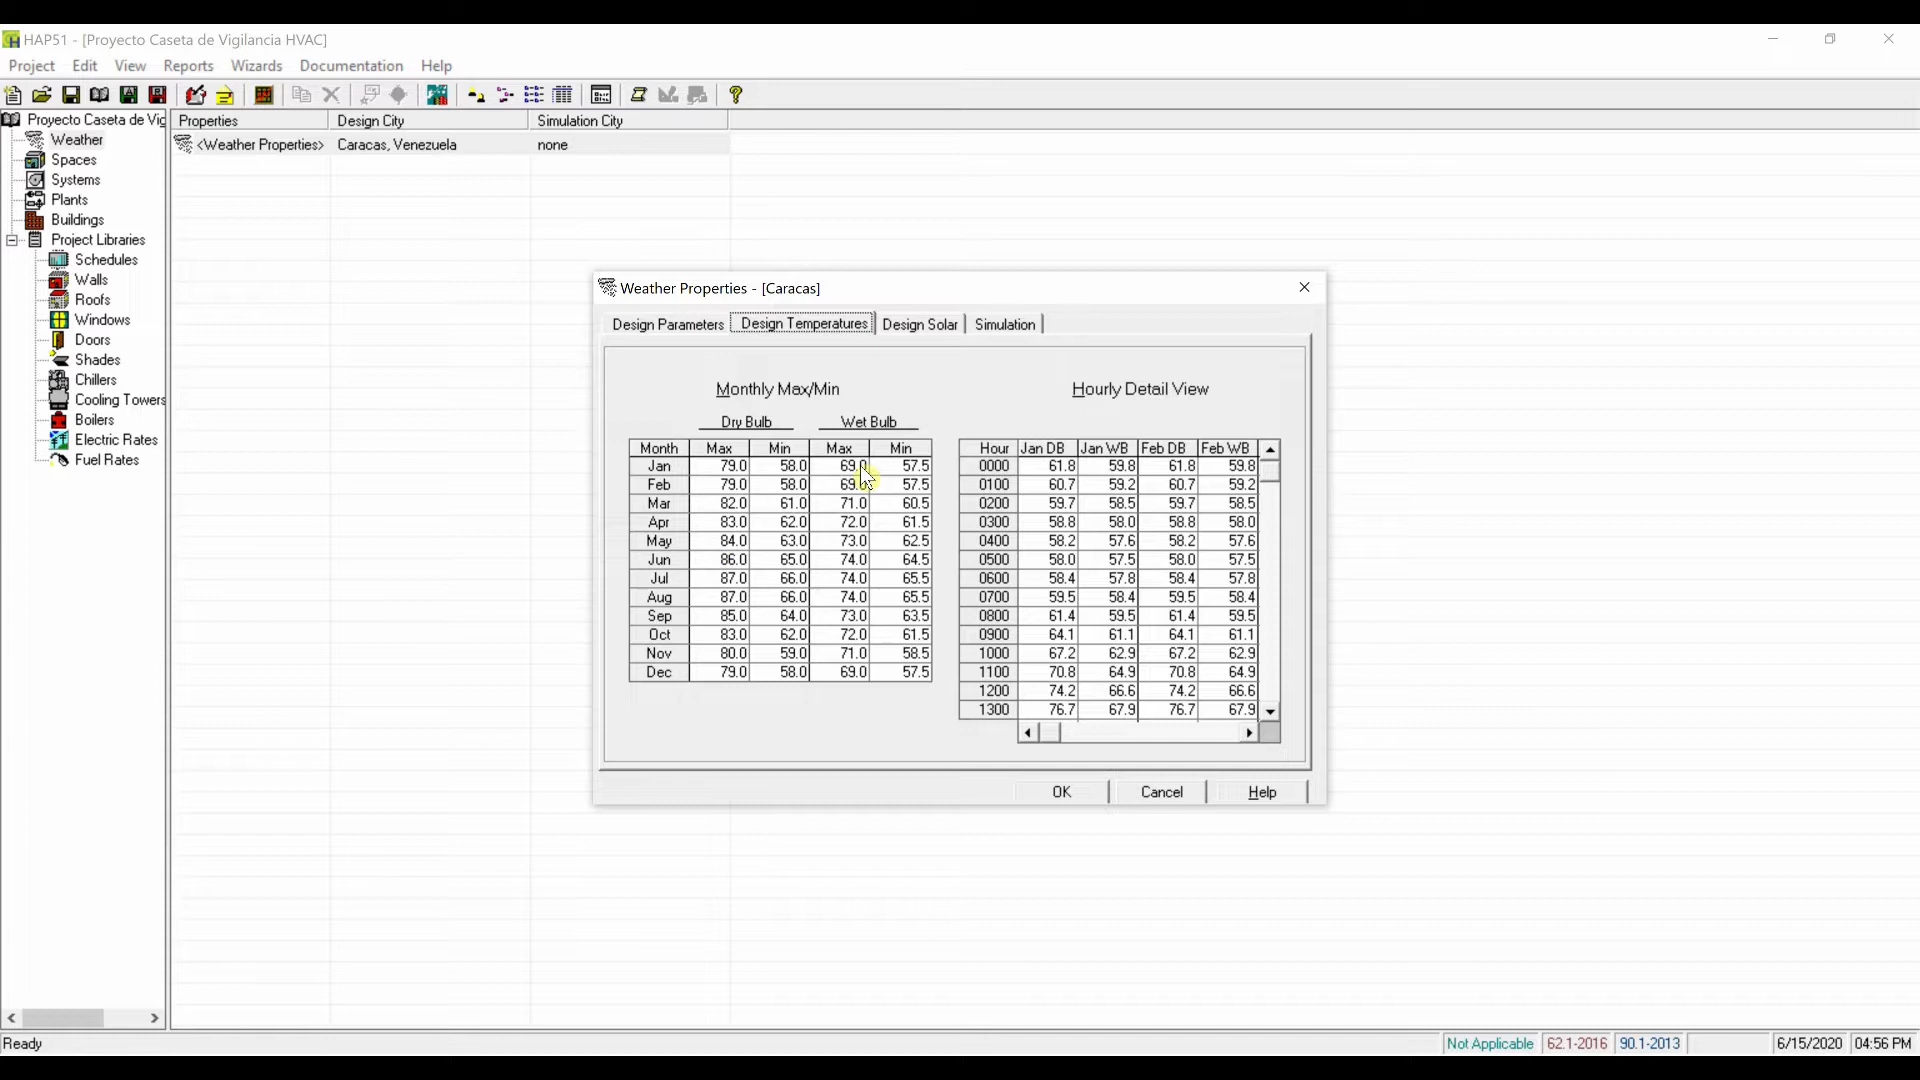 HAP51 - [Proyecto Caseta de Vigilancia HVAC]
Project Edit View Reports Wizards Documentation Help
Proyecto Caseta de Vig
Weather
Spaces
Systems
Plants
Buildings
Project Libraries
Schedules
Walls
Roofs
Windows
Doors
Shades
Chillers
Cooling Towers
Boilers
Electric Rates
Fuel Rates
Properties Design City Simulation City
<Weather Properties> Caracas, Venezuela none
Weather Properties - [Caracas]
Design Parameters Design Temperatures Design Solar Simulation
Monthly Max/Min
Dry Bulb Wet Bulb
Month Max Min Max Min
Jan 79.0 58.0 69.0 57.5
Feb 79.0 58.0 69.0 57.5
Mar 82.0 61.0 71.0 60.5
Apr 83.0 62.0 72.0 61.5
May 84.0 63.0 73.0 62.5
Jun 86.0 65.0 74.0 64.5
Jul 87.0 66.0 74.0 65.5
Aug 87.0 66.0 74.0 65.5
Sep 85.0 64.0 73.0 63.5
Oct 83.0 62.0 72.0 61.5
Nov 80.0 59.0 71.0 58.5
Dec 79.0 58.0 69.0 57.5
Hourly Detail View
Hour Jan DB Jan WB Feb DB Feb WB
0000 61.8 59.8 61.8 59.8
0100 60.7 59.2 60.7 59.2
0200 59.7 58.5 59.7 58.5
0300 58.8 58.0 58.8 58.0
0400 58.2 57.6 58.2 57.6
0500 58.0 57.5 58.0 57.5
0600 58.4 57.8 58.4 57.8
0700 59.5 58.4 59.5 58.4
0800 61.4 59.5 61.4 59.5
0900 64.1 61.1 64.1 61.1
1000 67.2 62.9 67.2 62.9
1100 70.8 64.9 70.8 64.9
1200 74.2 66.6 74.2 66.6
1300 76.7 67.9 76.7 67.9
OK Cancel Help
Ready Not Applicable 62.1-2016 90.1-2013 6/15/2020 04:56 PM